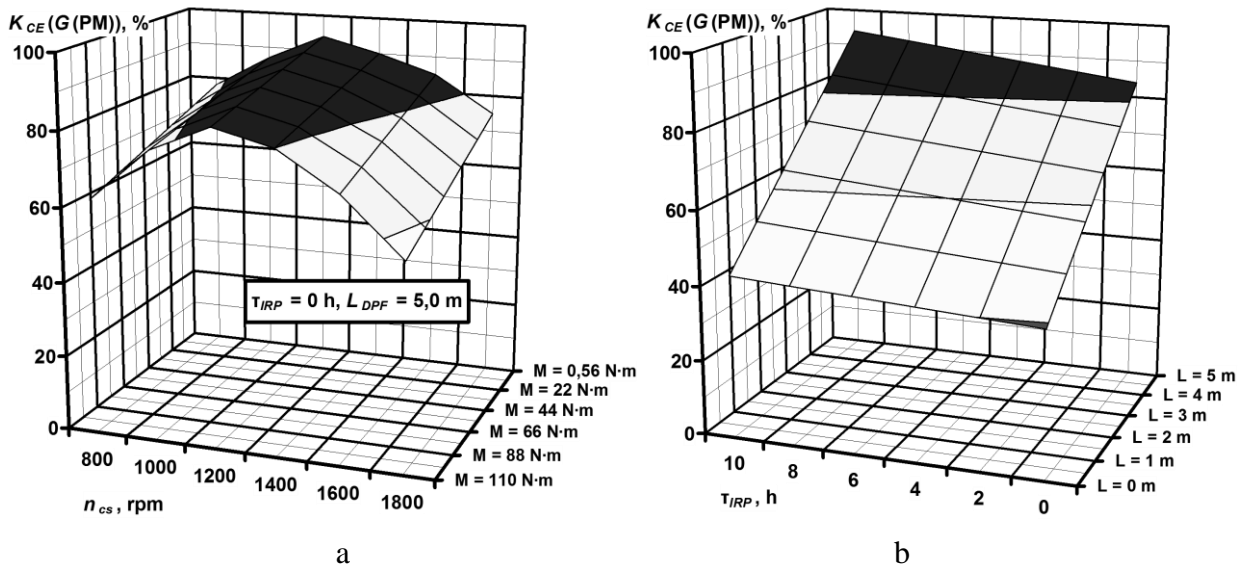 K CE (G (PM)), %
100
80
60
40
20
0
τIRP = 0 h, L DPF = 5,0 m
M = 0,56 N·m
M = 22 N·m
M = 44 N·m
M = 66 N·m
M = 88 N·m
M = 110 N·m
800 1000 1200 1400 1600 1800
n cs , rpm
a
K CE (G (PM)), %
100
80
60
40
20
0
L = 5 m
L = 4 m
L = 3 m
L = 2 m
L = 1 m
L = 0 m
10 8 6 4 2 0
τIRP , h
b